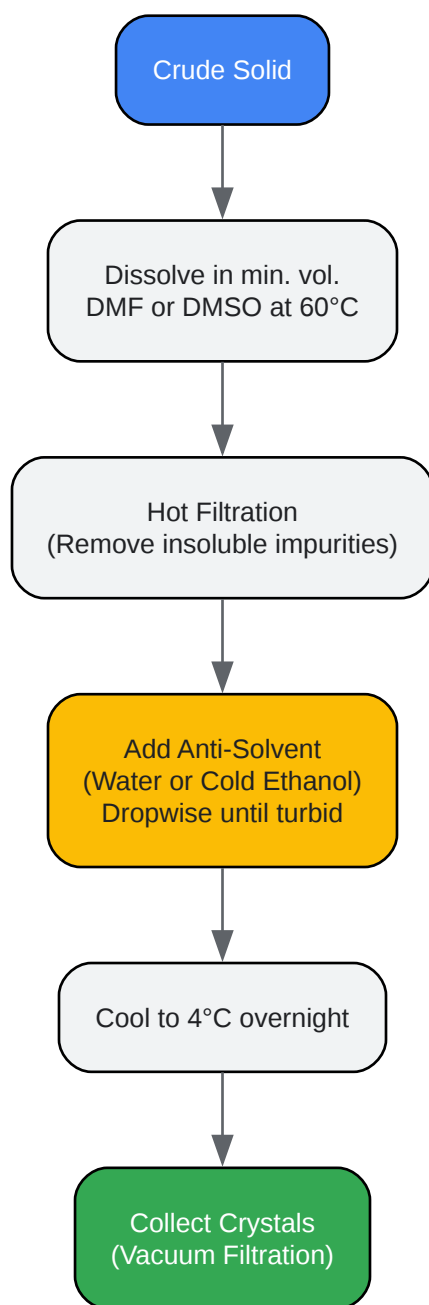 Crude Solid
Dissolve in min. vol.
DMF or DMSO at 60°C
Hot Filtration
(Remove insoluble impurities)
Add Anti-Solvent
(Water or Cold Ethanol)
Dropwise until turbid
Cool to 4°C overnight
Collect Crystals
(Vacuum Filtration)